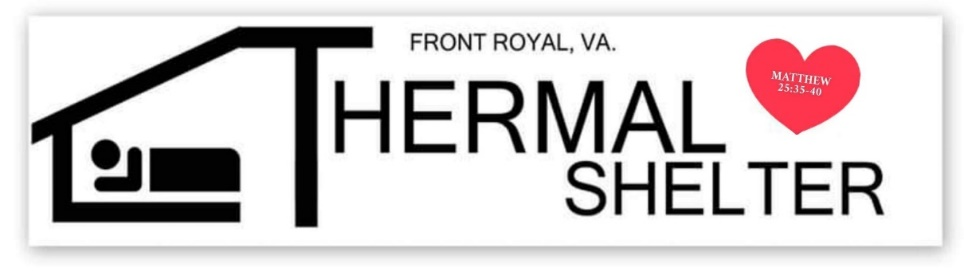 FRONT ROYAL, VA.
THERMAL
SHELTER
MATTHEW
25:35-40